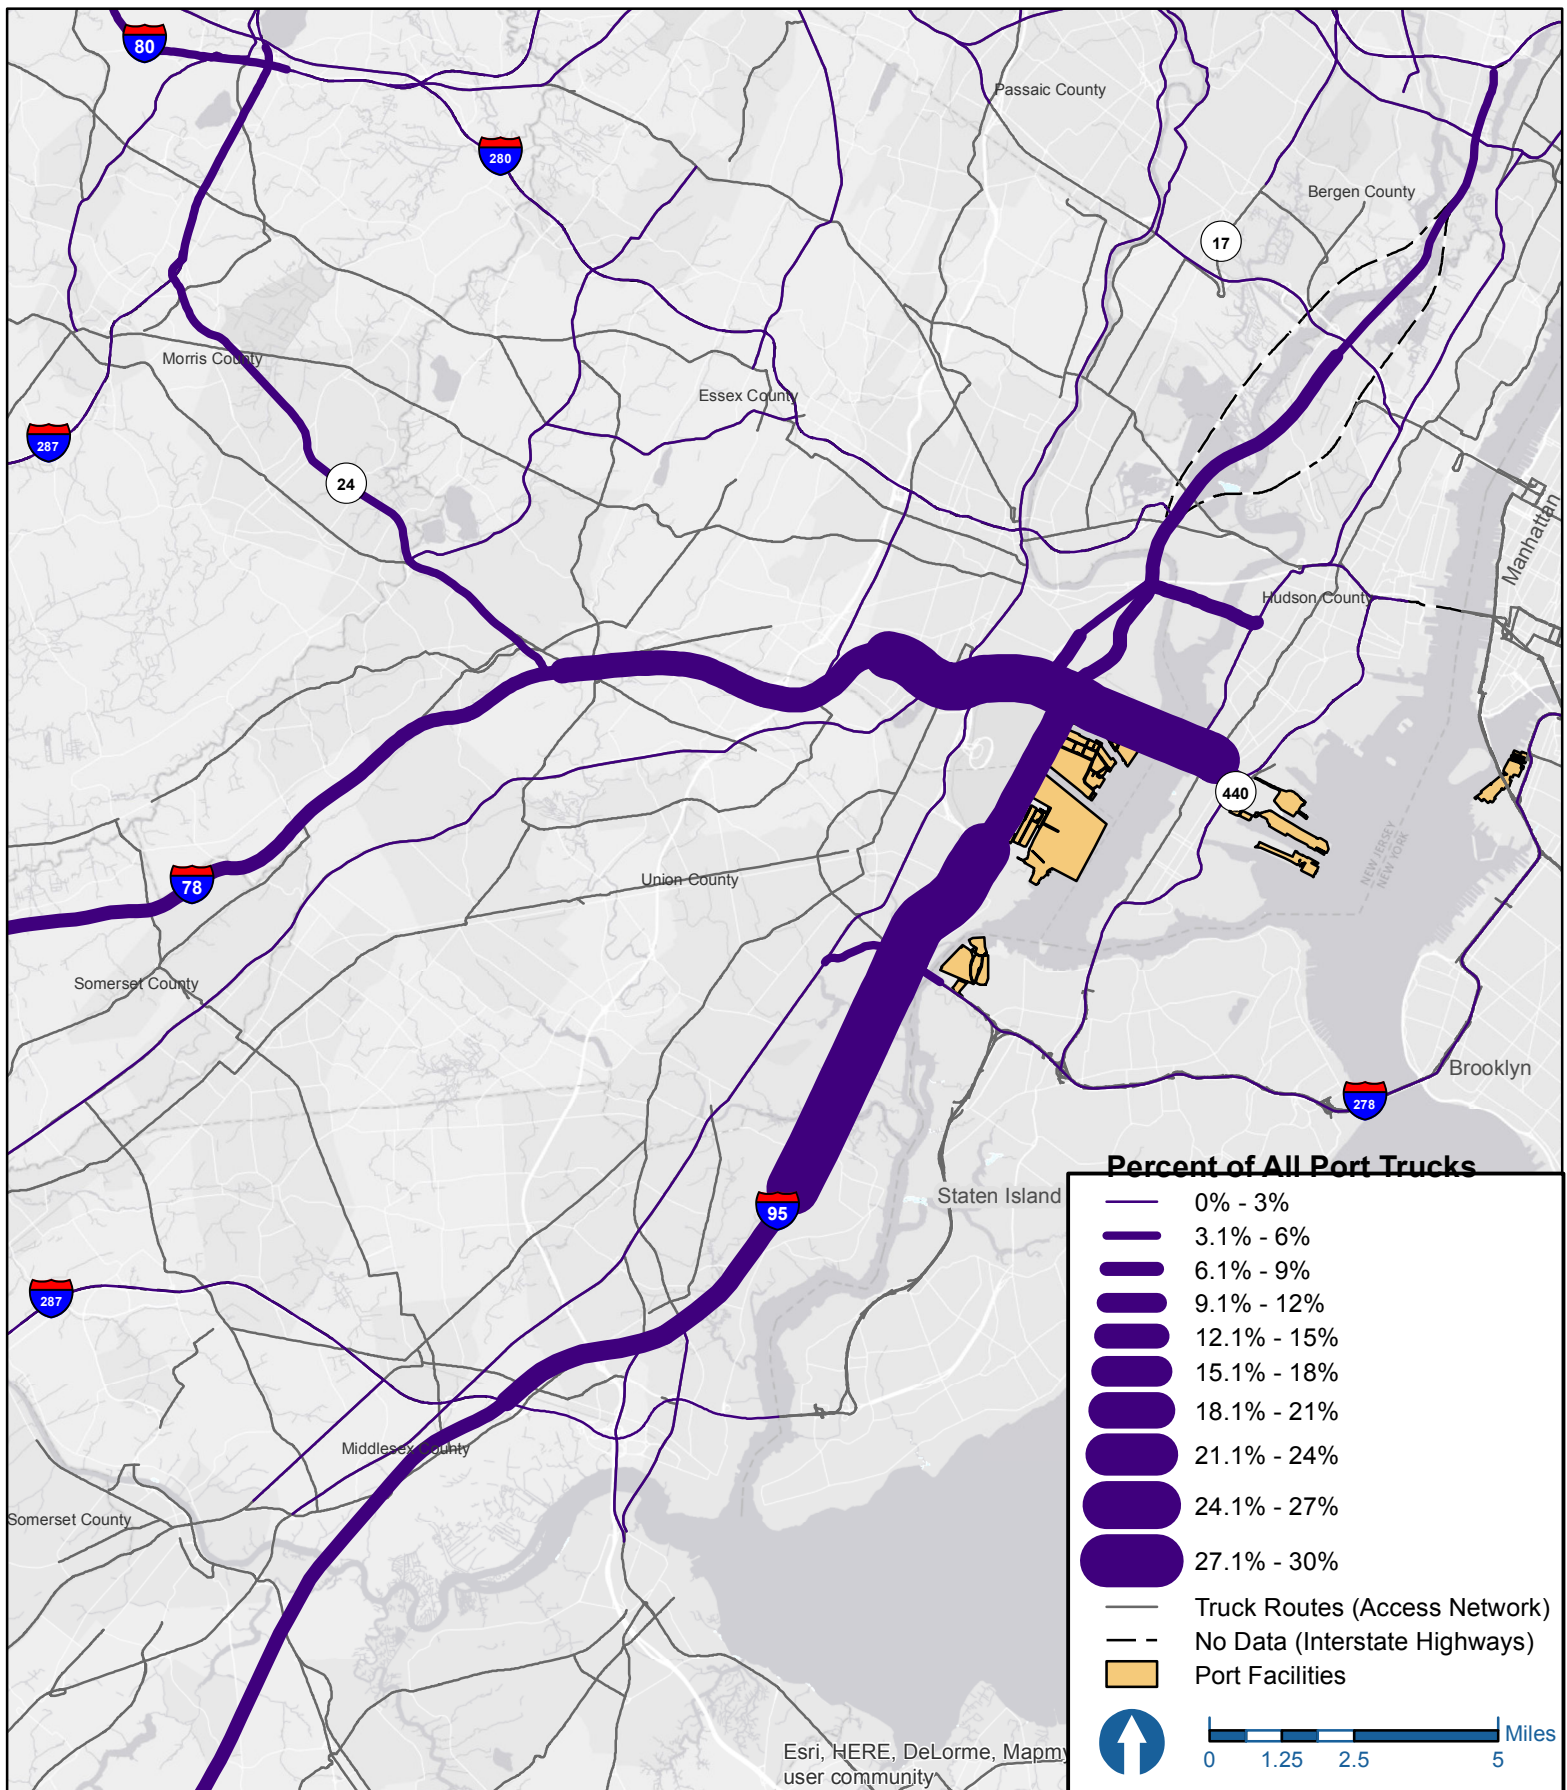 80
Passaic County
280
Bergen County
17
Morris County
Essex County
287
24
Manhattan
Hudson County
440
NEW JERSEY
NEW YORK
78
Union County
Somerset County
Brooklyn
278
Staten Island
95
287
Middlesex County
Somerset County
Percent of All Port Trucks
0% - 3%
3.1% - 6%
6.1% - 9%
9.1% - 12%
12.1% - 15%
15.1% - 18%
18.1% - 21%
21.1% - 24%
24.1% - 27%
27.1% - 30%
Truck Routes (Access Network)
No Data (Interstate Highways)
Port Facilities
Miles
0 1.25 2.5 5
Esri, HERE, DeLorme, Mapmy
user community